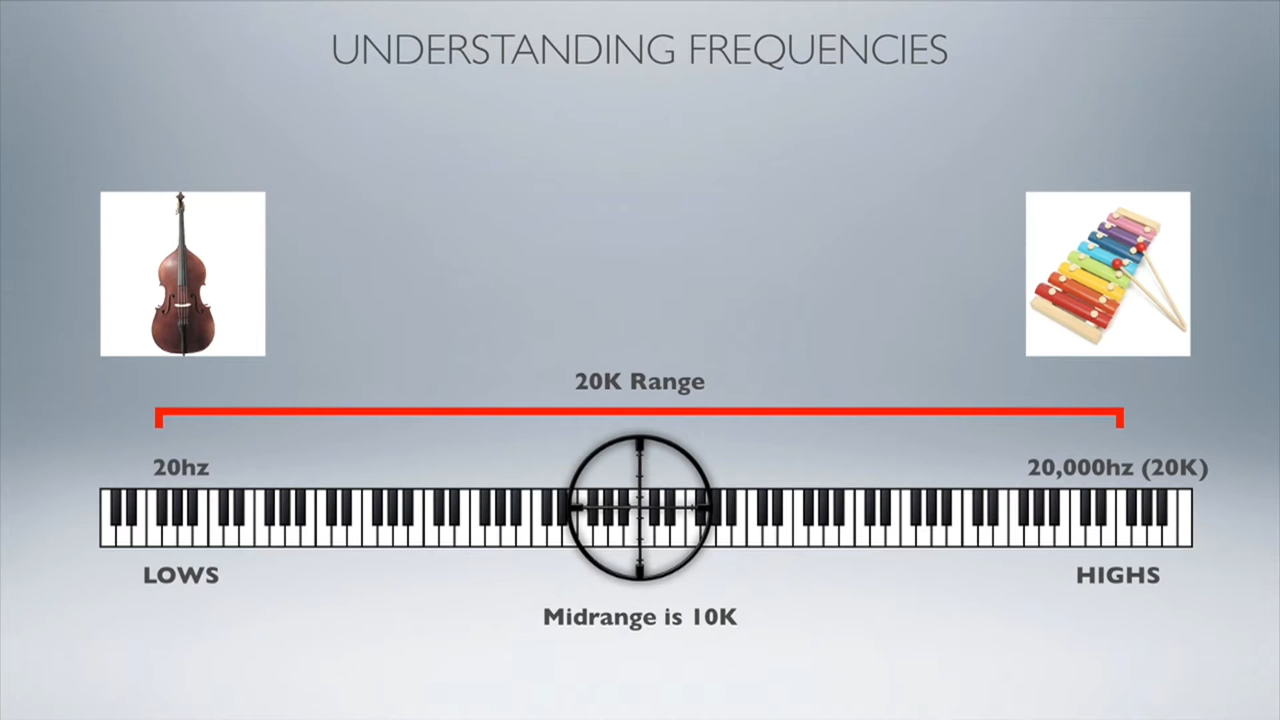 UNDERSTANDING FREQUENCIES
20K Range
20hz
20,000hz (20K)
LOWS
HIGHS
Midrange is 10K